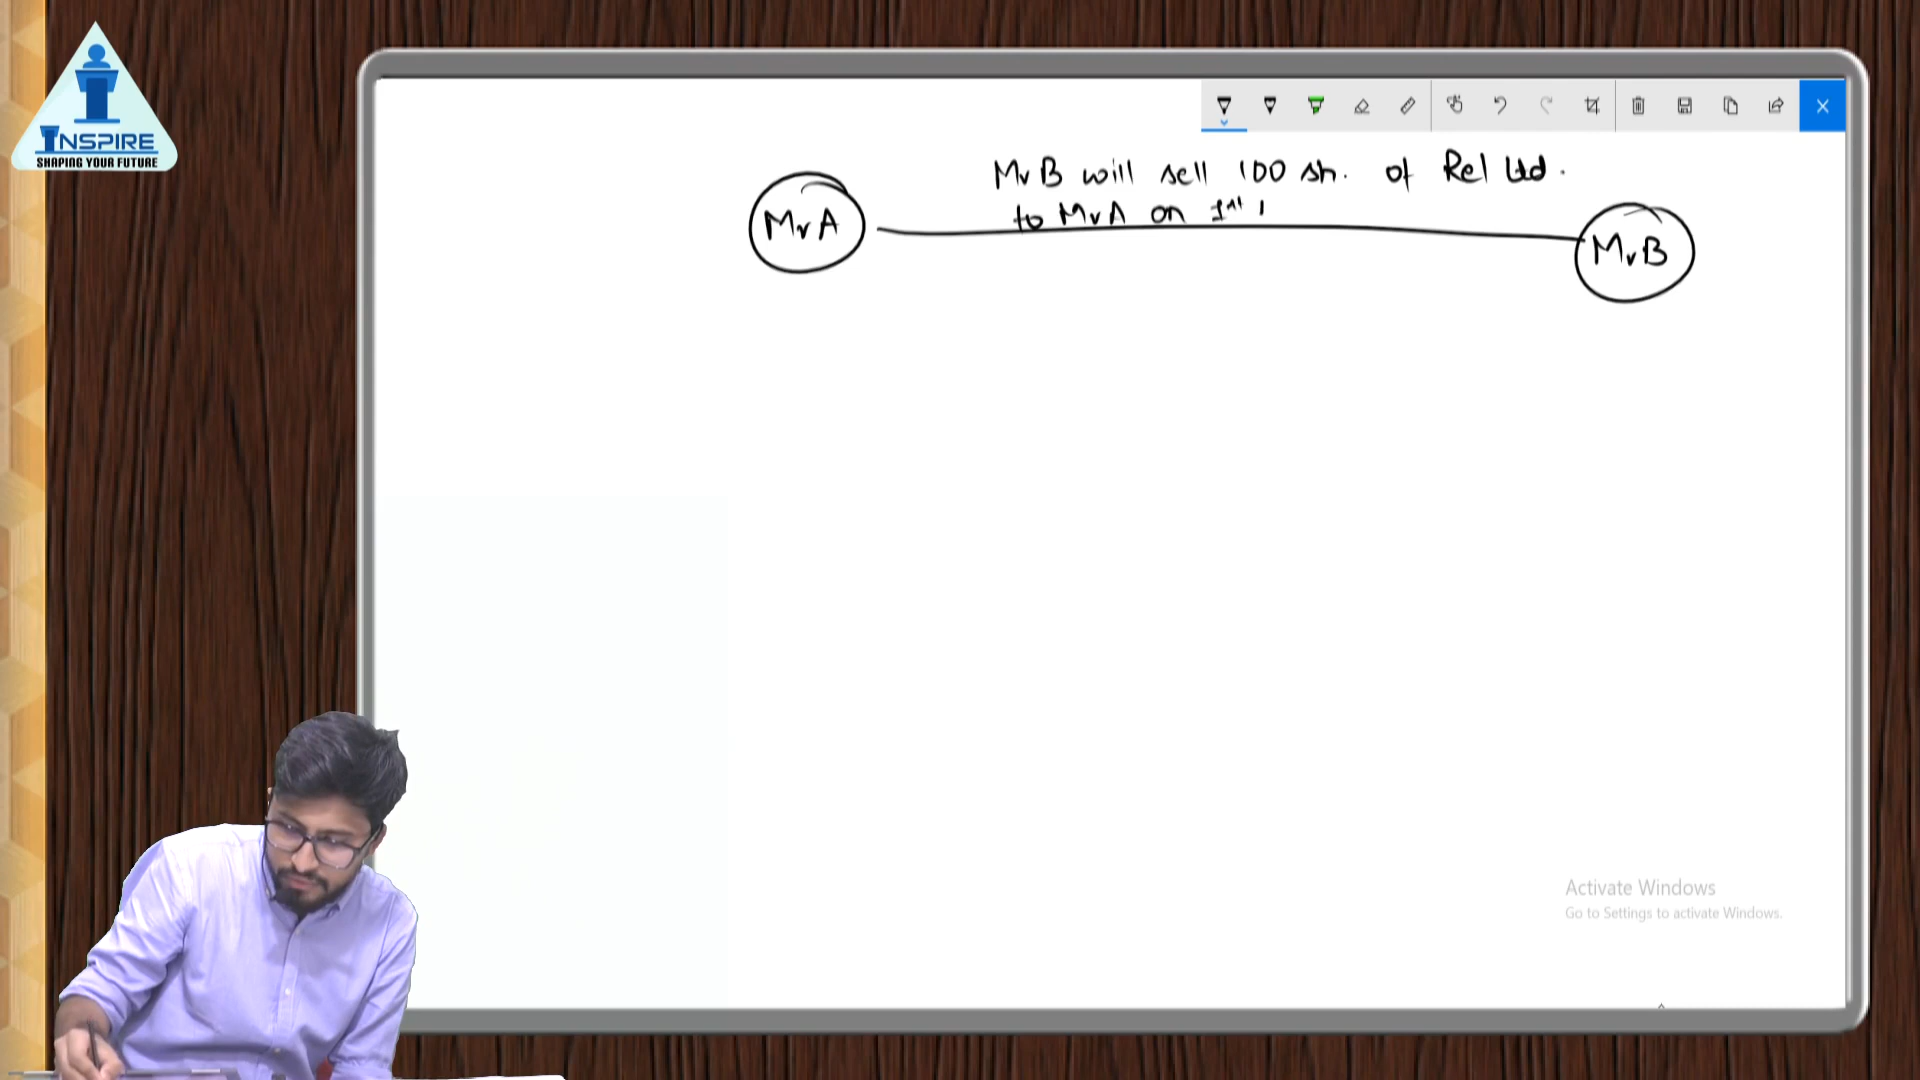 INSPIRE
SHAPING YOUR FUTURE
Mr B will sell 100 sh. of Rel Ltd.
to Mr A on 1st
Mr A
Mr B
Activate Windows
Go to Settings to activate Windows.